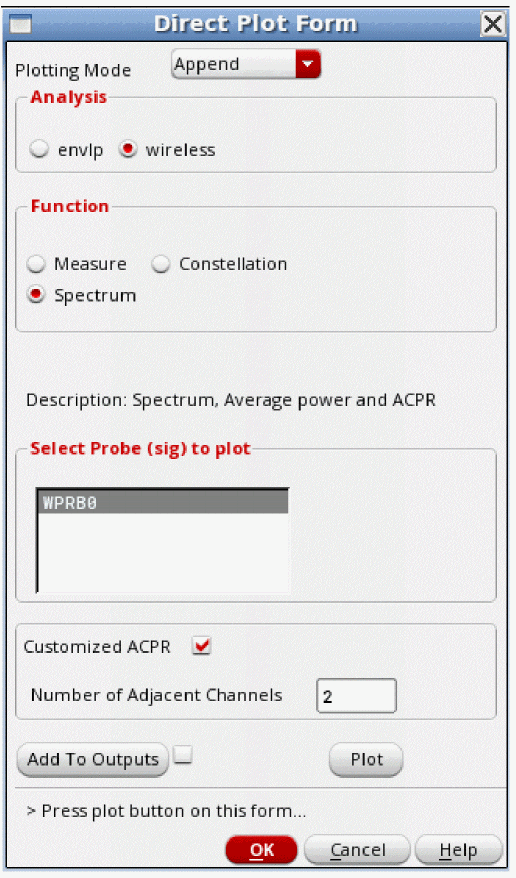 Direct Plot Form
Plotting Mode Append
Analysis
envlp wireless
Function
Measure Constellation
Spectrum
Description: Spectrum, Average power and ACPR
Select Probe (sig) to plot
WPRB0
Customized ACPR
Number of Adjacent Channels 2
Add To Outputs Plot
> Press plot button on this form...
OK Cancel Help